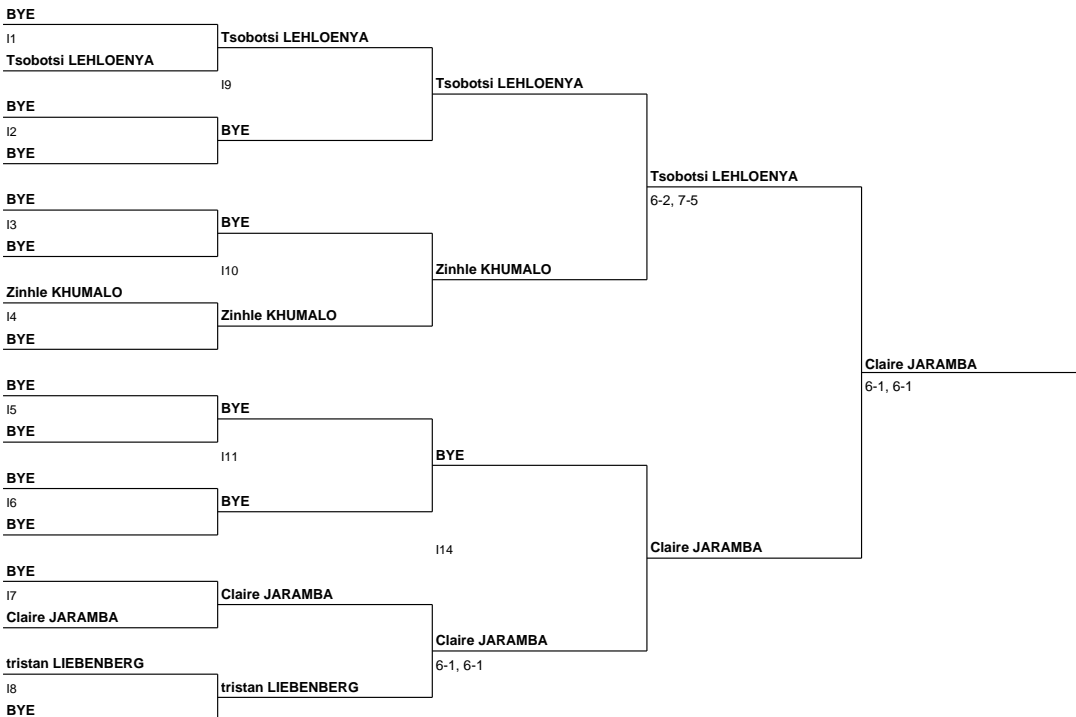 BYE
I1
Tsobotsi LEHLOENYA
BYE
I2
BYE
BYE
I3
BYE
Zinhle KHUMALO
I4
BYE
BYE
I5
BYE
BYE
I6
BYE
BYE
I7
Claire JARAMBA
tristan LIEBENBERG
I8
BYE
Tsobotsi LEHLOENYA
I9
BYE
BYE
I10
Zinhle KHUMALO
BYE
I11
BYE
Claire JARAMBA
tristan LIEBENBERG
Tsobotsi LEHLOENYA
Zinhle KHUMALO
BYE
I14
Claire JARAMBA
6-1, 6-1
Tsobotsi LEHLOENYA
6-2, 7-5
Claire JARAMBA
Claire JARAMBA
6-1, 6-1